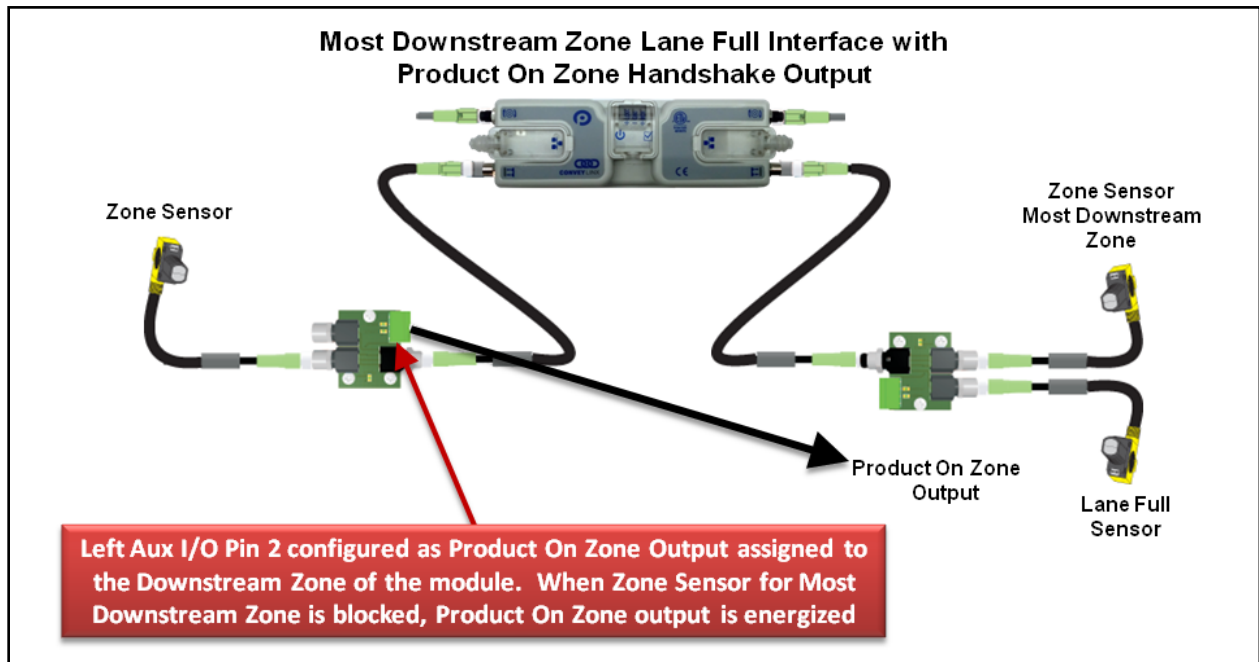 Most Downstream Zone Lane Full Interface with
Product On Zone Handshake Output
CONVEYLINX
CE
Zone Sensor
Zone Sensor
Most Downstream
Zone
Product On Zone
Output
Lane Full
Sensor
Left Aux I/O Pin 2 configured as Product On Zone Output assigned to
the Downstream Zone of the module. When Zone Sensor for Most
Downstream Zone is blocked, Product On Zone output is energized